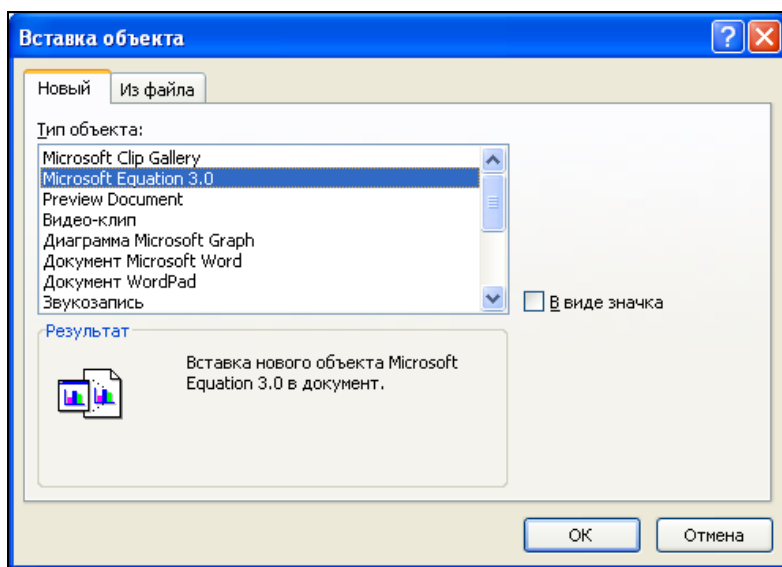 Вставка объекта
Новый
Из файла
Тип объекта:
Microsoft Clip Gallery
Microsoft Equation 3.0
Preview Document
Видео-клип
Диаграмма Microsoft Graph
Документ Microsoft Word
Документ WordPad
Звукозапись
В виде значка
Результат
Вставка нового объекта Microsoft
Equation 3.0 в документ.
ОК
Отмена